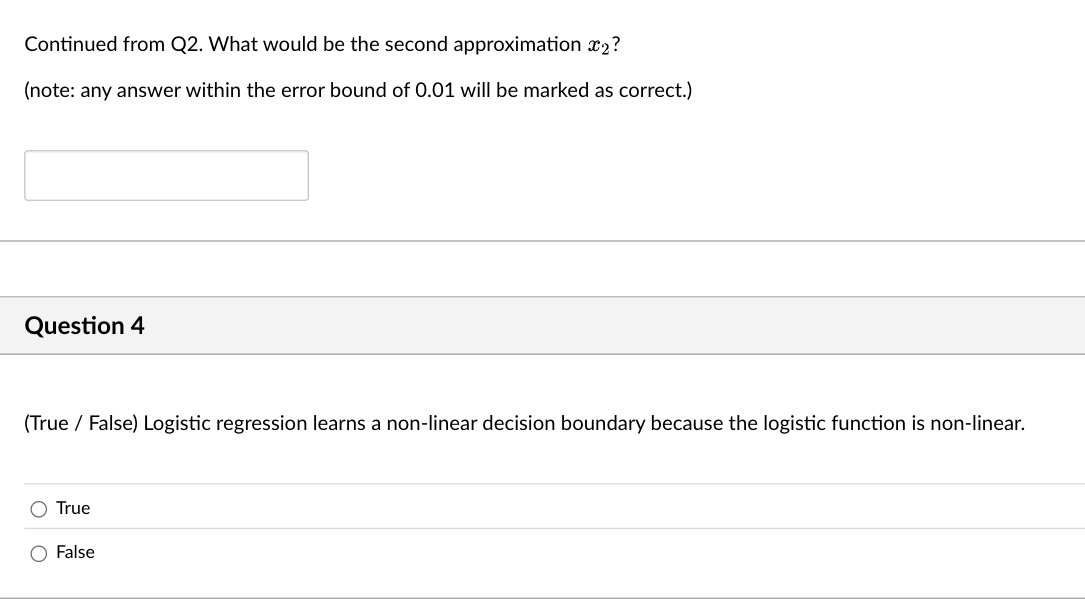 Continued from Q2. What would be the second approximation x₂?
(note: any answer within the error bound of 0.01 will be marked as correct.)
Question 4
(True / False) Logistic regression learns a non-linear decision boundary because the logistic function is non-linear.
True
False